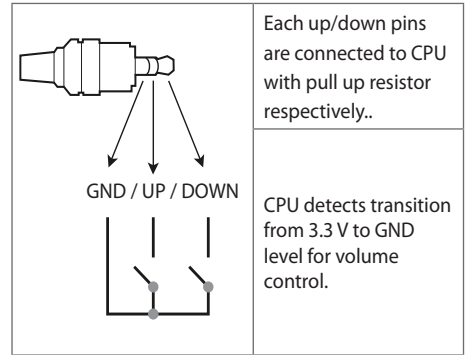 Each up/down pins
are connected to CPU
with pull up resistor
respectively..
GND / UP / DOWN
CPU detects transition
from 3.3 V to GND
level for volume
control.